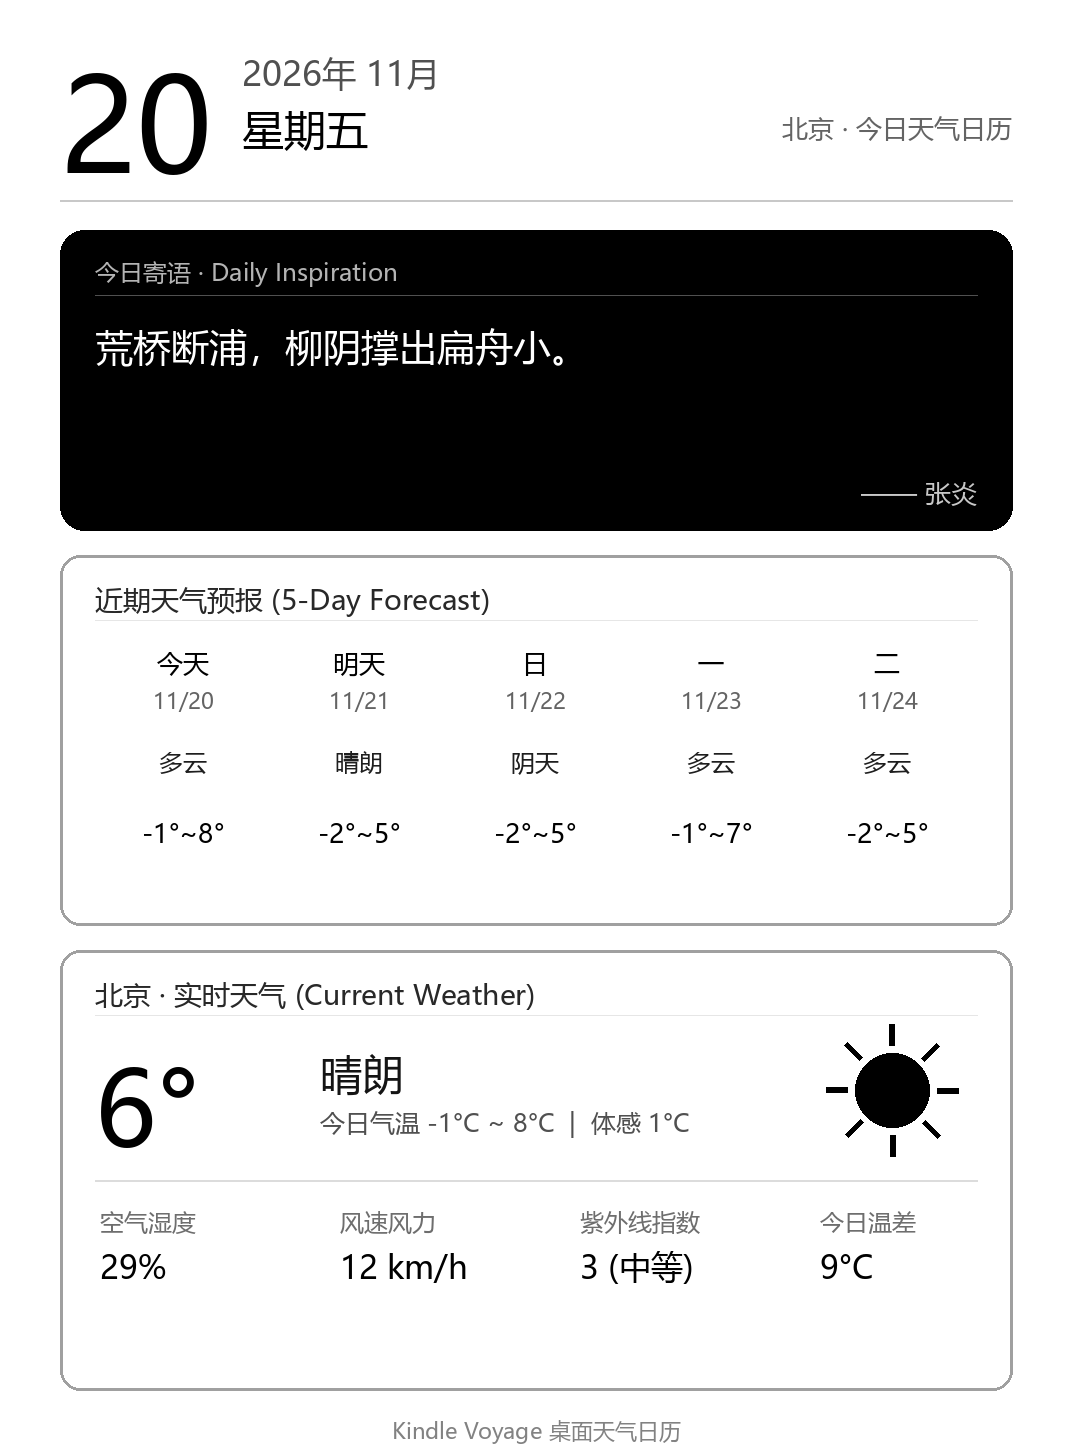 20
2026年 11月
星期五
北京 · 今日天气日历
今日寄语 · Daily Inspiration
荒桥断浦，柳阴撑出扁舟小。
—— 张炎
近期天气预报 (5-Day Forecast)
今天 明天 日 一 二
11/20 11/21 11/22 11/23 11/24
多云 晴朗 阴天 多云 多云
-1°~8° -2°~5° -2°~5° -1°~7° -2°~5°
北京 · 实时天气 (Current Weather)
6°
晴朗
今日气温 -1°C ~ 8°C | 体感 1°C
空气湿度 风速风力 紫外线指数 今日温差
29% 12 km/h 3 (中等) 9°C
Kindle Voyage 桌面天气日历